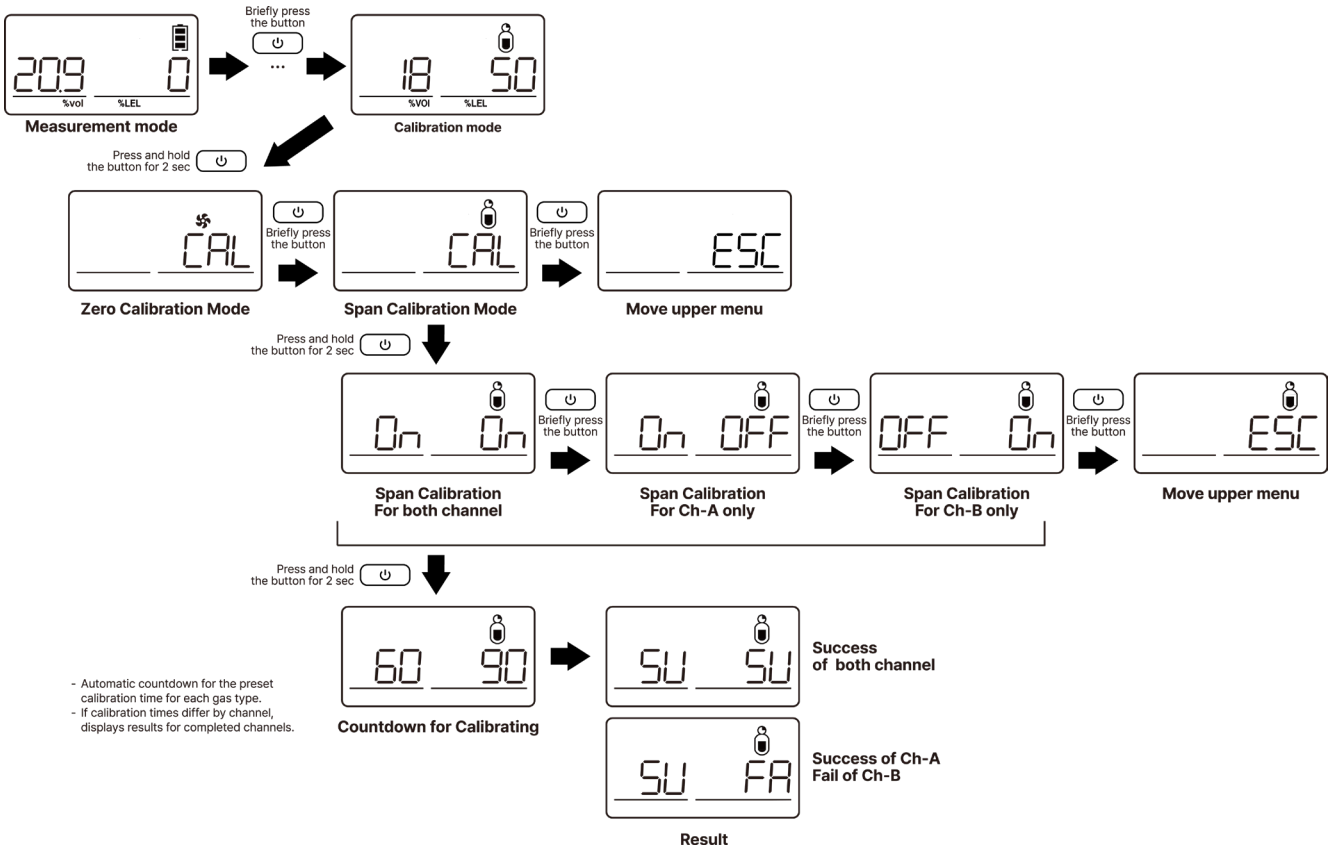 Briefly press
the button
...
20.9 0
%vol %LEL
Measurement mode
18 50
%VOl %LEL
Calibration mode
Press and hold
the button for 2 sec
CAL
Zero Calibration Mode
Briefly press
the button
CAL
Span Calibration Mode
Briefly press
the button
ESC
Move upper menu
Press and hold
the button for 2 sec
On On
Span Calibration
For both channel
Briefly press
the button
On OFF
Span Calibration
For Ch-A only
Briefly press
the button
OFF On
Span Calibration
For Ch-B only
Briefly press
the button
ESC
Move upper menu
Press and hold
the button for 2 sec
60 90
Countdown for Calibrating
- Automatic countdown for the preset
calibration time for each gas type.
- If calibration times differ by channel,
displays results for completed channels.
SU SU
Success
of both channel
SU FA
Success of Ch-A
Fail of Ch-B
Result